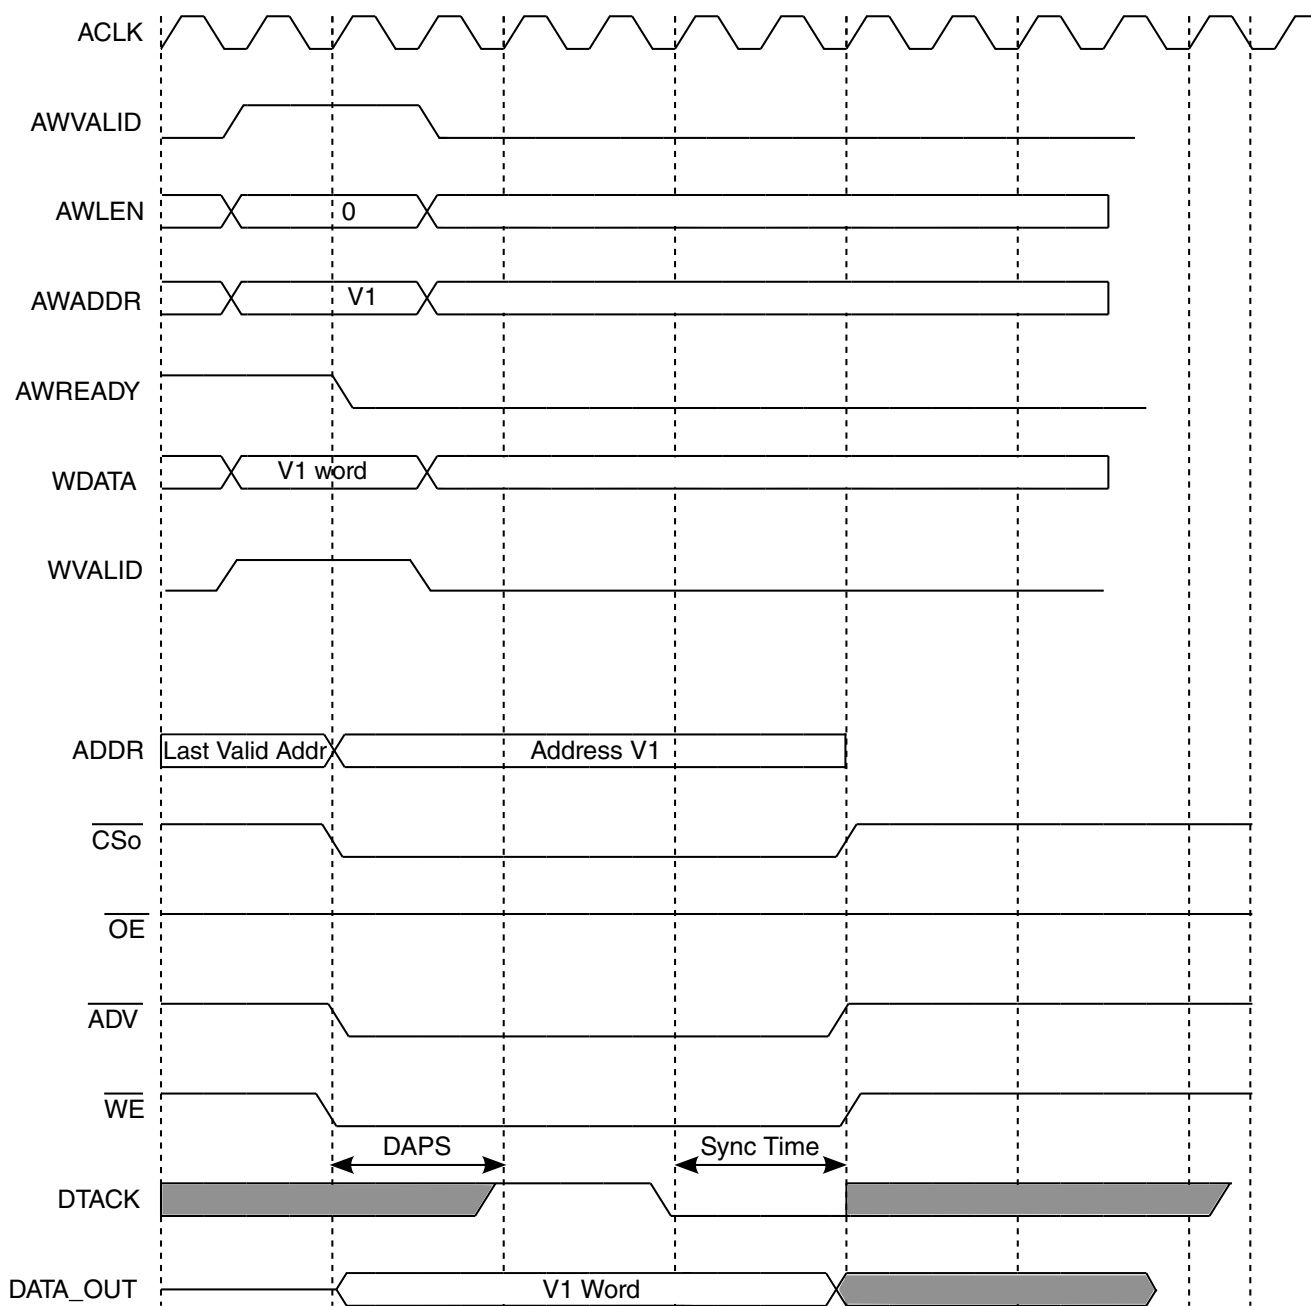 ACLK
AWVALID
AWLEN 0
AWADDR V1
AWREADY
WDATA V1 word
WVALID
ADDR Last Valid Addr Address V1
CSo
OE
ADV
WE
DAPS Sync Time
DTACK
DATA_OUT V1 Word